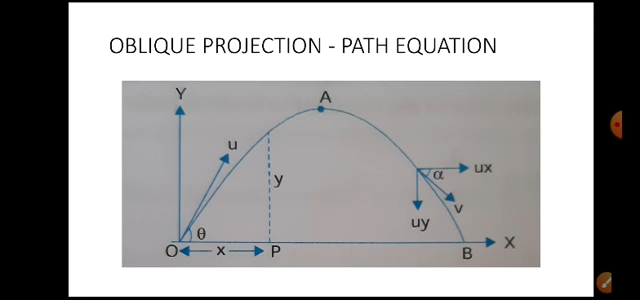 OBLIQUE PROJECTION - PATH EQUATION
Y
A
u
y
α
ux
uy
v
θ
O
x
P
B
X